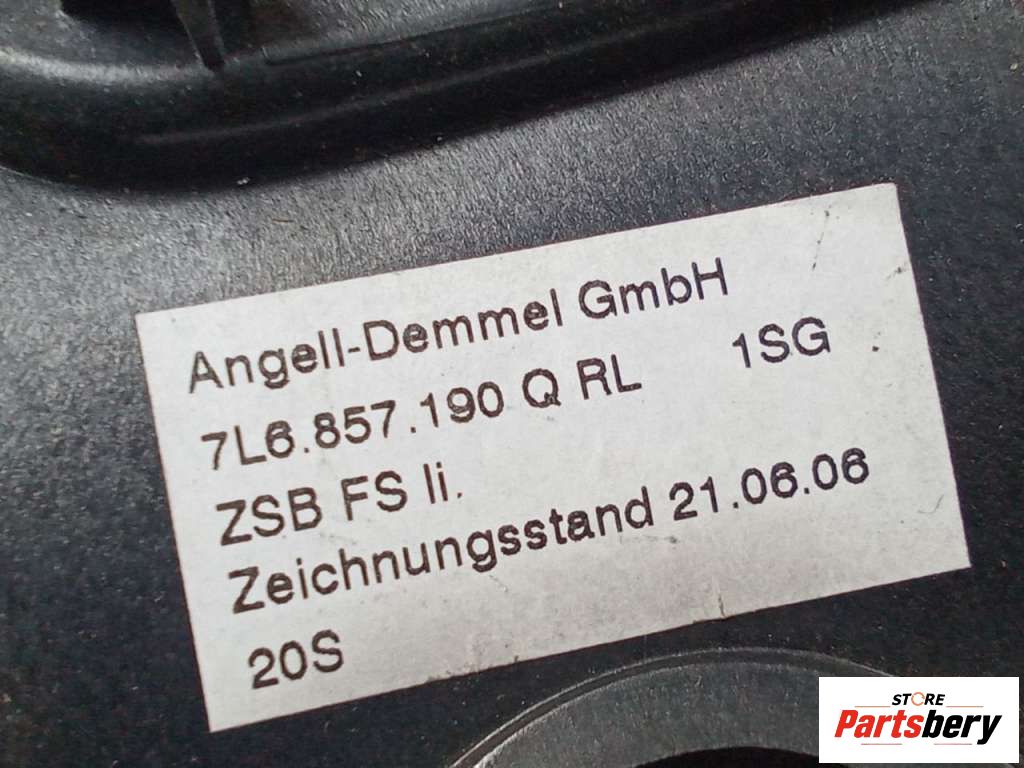 Angell-Demmel GmbH
7L6.857.190 Q RL 1SG
ZSB FS li.
Zeichnungsstand 21.06.06
20S
STORE
Partsbery